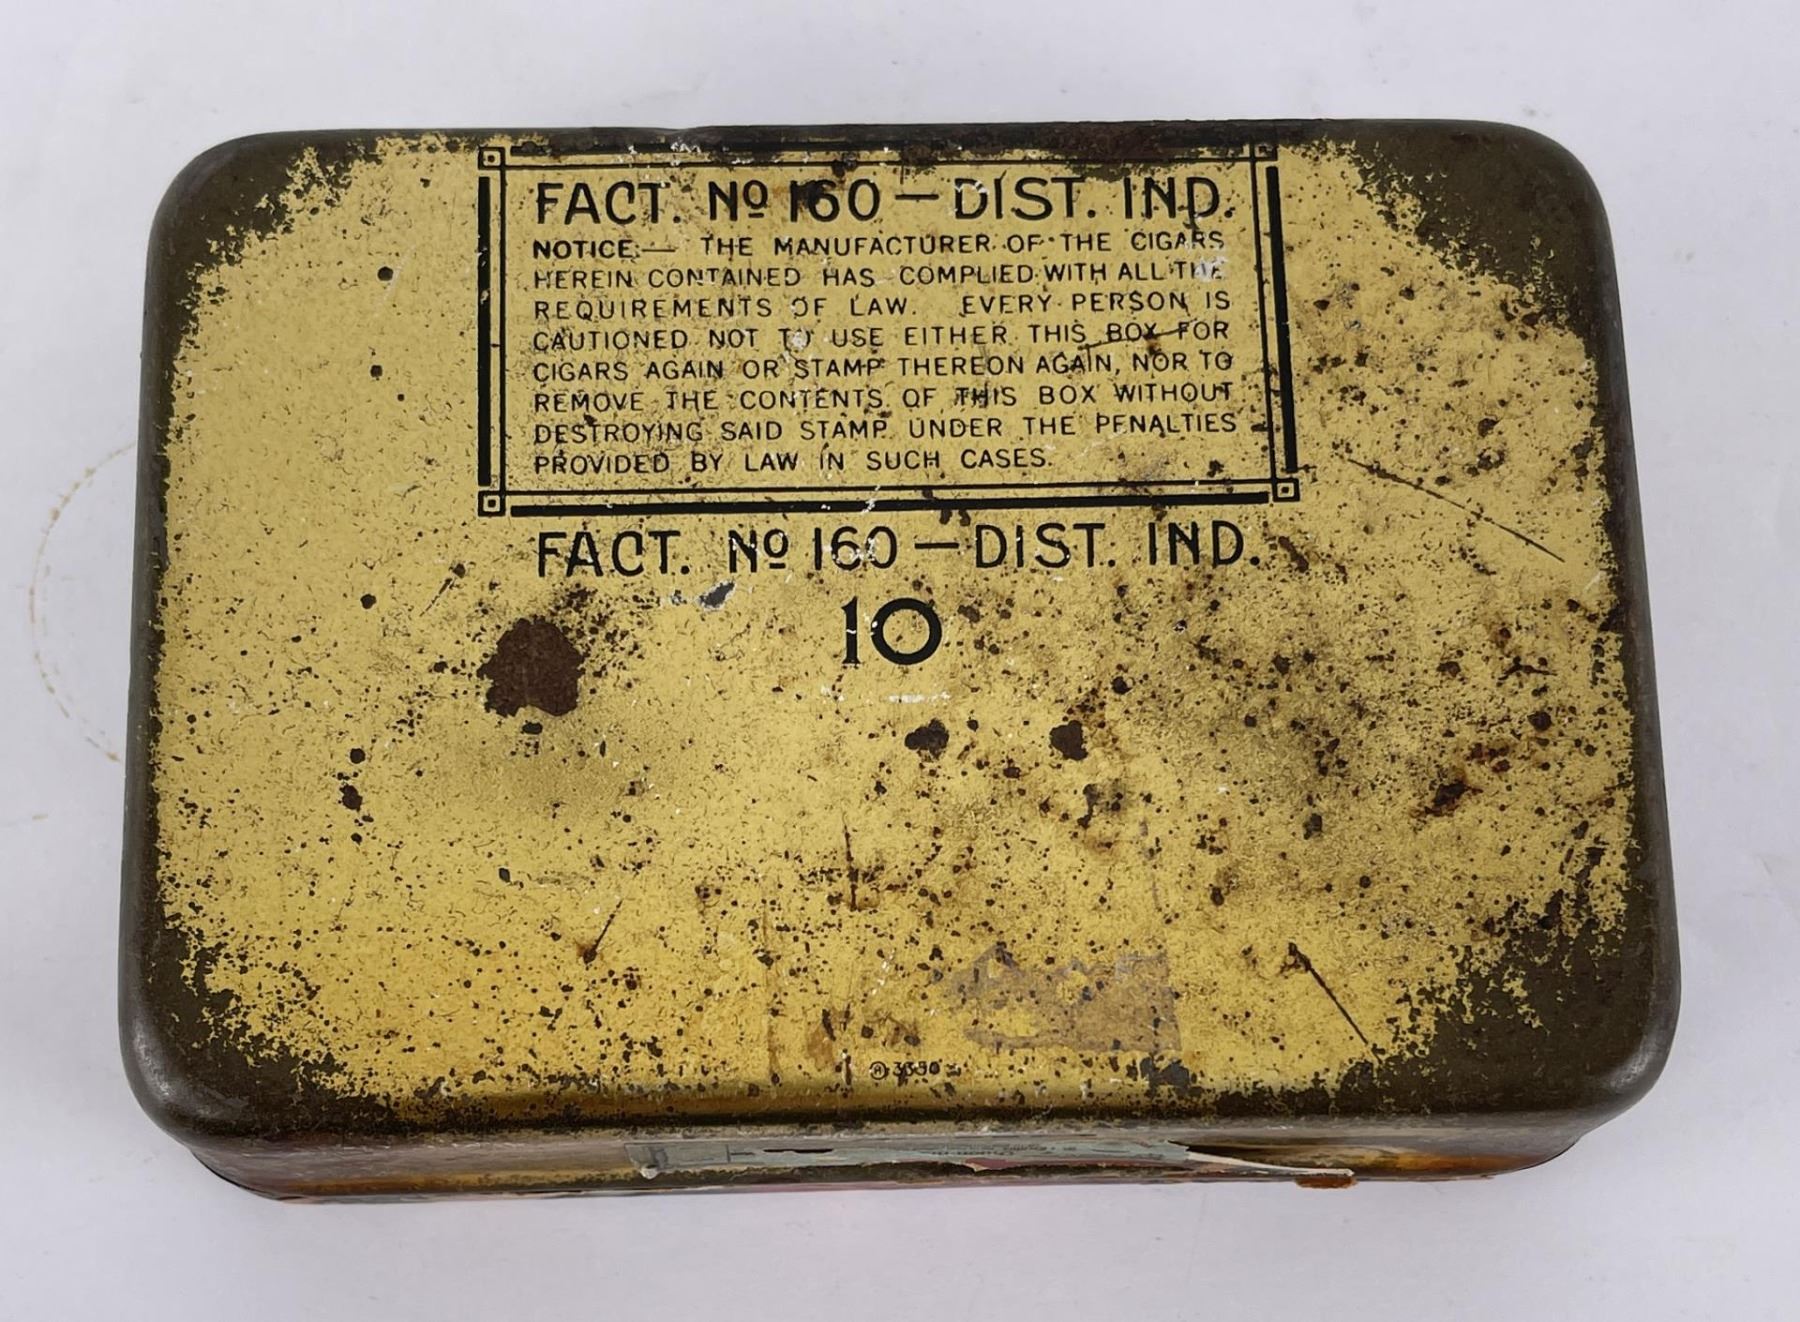 FACT. No 160 — DIST. IND.
NOTICE:— THE MANUFACTURER OF THE CIGARS
HEREIN CONTAINED HAS COMPLIED WITH ALL THE
REQUIREMENTS OF LAW. EVERY PERSON IS
CAUTIONED NOT TO USE EITHER THIS BOX FOR
CIGARS AGAIN OR STAMP THEREON AGAIN, NOR TO
REMOVE THE CONTENTS OF THIS BOX WITHOUT
DESTROYING SAID STAMP UNDER THE PENALTIES
PROVIDED BY LAW IN SUCH CASES.
FACT. No 160 — DIST. IND.
10
3350